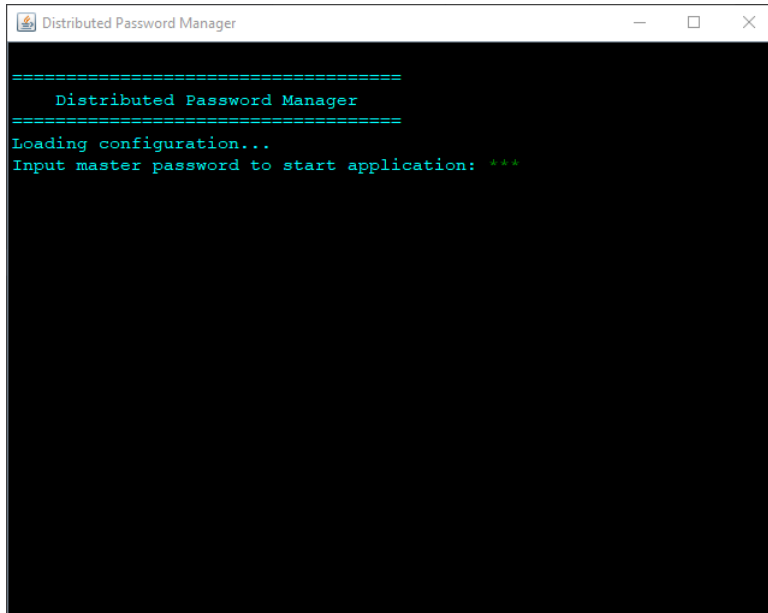 Distributed Password Manager
====================================
Distributed Password Manager
====================================
Loading configuration...
Input master password to start application: ***